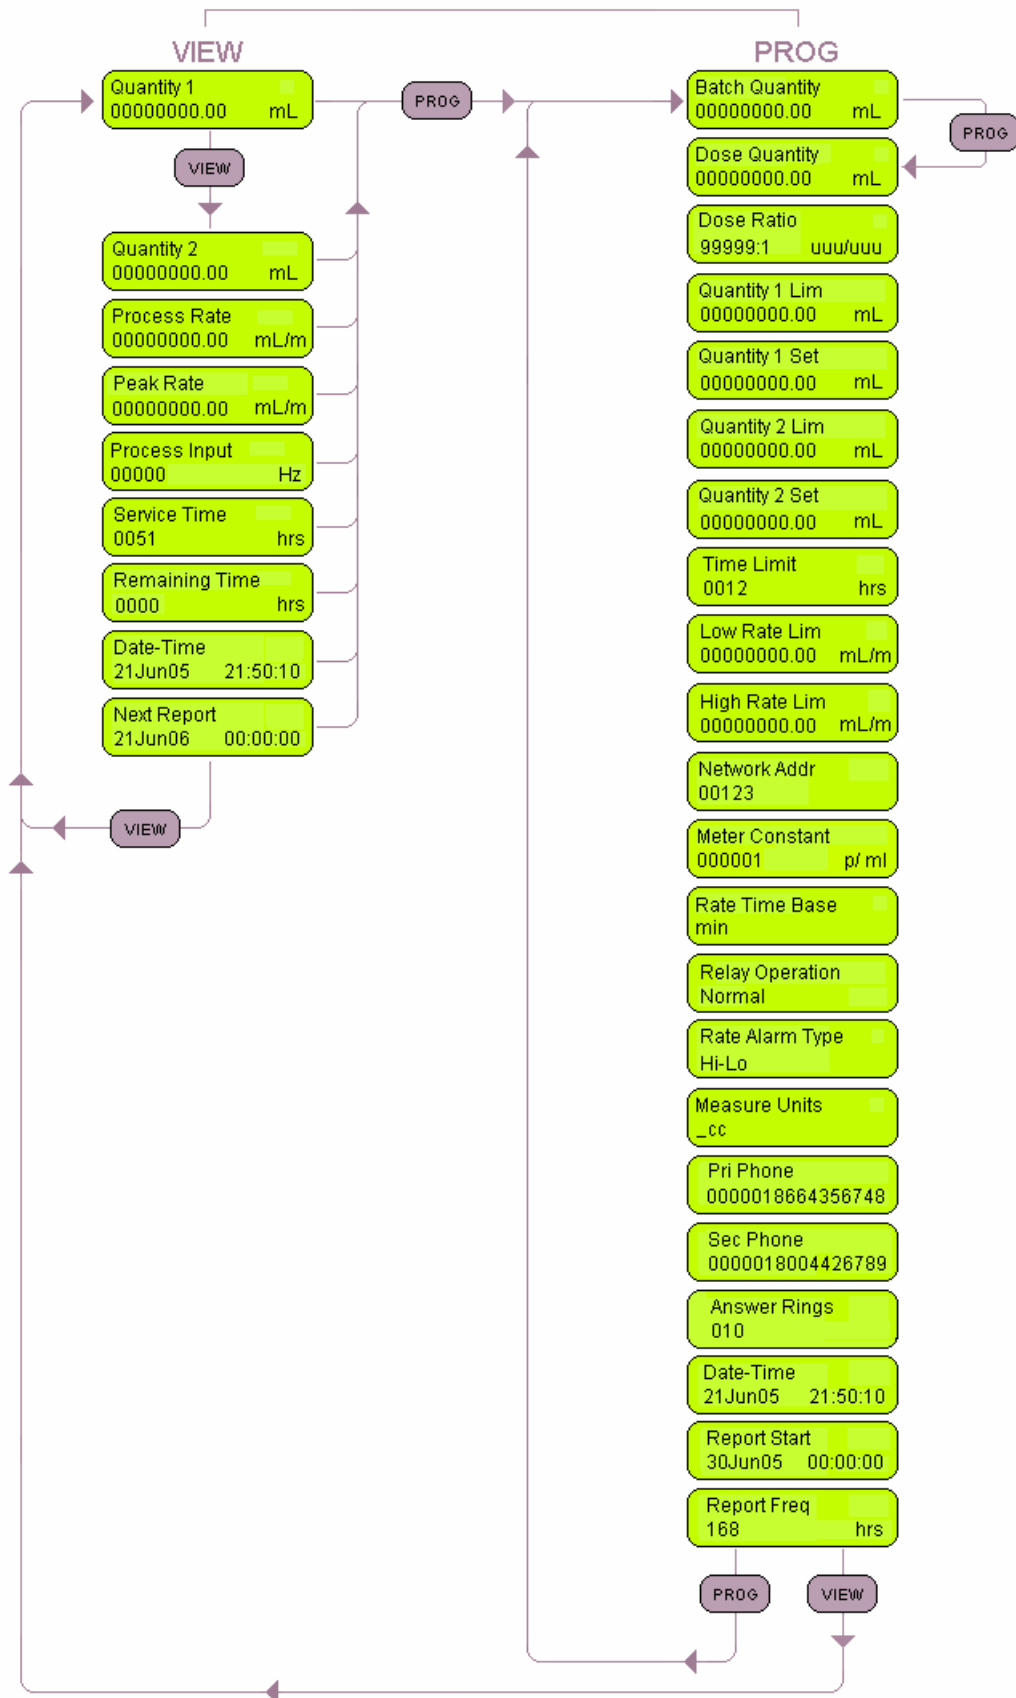 VIEW
Quantity 1
00000000.00 mL
VIEW
Quantity 2
00000000.00 mL
Process Rate
00000000.00 mL/m
Peak Rate
00000000.00 mL/m
Process Input
00000 Hz
Service Time
0051 hrs
Remaining Time
0000 hrs
Date-Time
21Jun05 21:50:10
Next Report
21Jun06 00:00:00
VIEW
PROG
PROG
Batch Quantity
00000000.00 mL
PROG
Dose Quantity
00000000.00 mL
Dose Ratio
99999:1 uuu/uuu
Quantity 1 Lim
00000000.00 mL
Quantity 1 Set
00000000.00 mL
Quantity 2 Lim
00000000.00 mL
Quantity 2 Set
00000000.00 mL
Time Limit
0012 hrs
Low Rate Lim
00000000.00 mL/m
High Rate Lim
00000000.00 mL/m
Network Addr
00123
Meter Constant
000001 p/ ml
Rate Time Base
min
Relay Operation
Normal
Rate Alarm Type
Hi-Lo
Measure Units
_cc
Pri Phone
0000018664356748
Sec Phone
0000018004426789
Answer Rings
010
Date-Time
21Jun05 21:50:10
Report Start
30Jun05 00:00:00
Report Freq
168 hrs
PROG VIEW